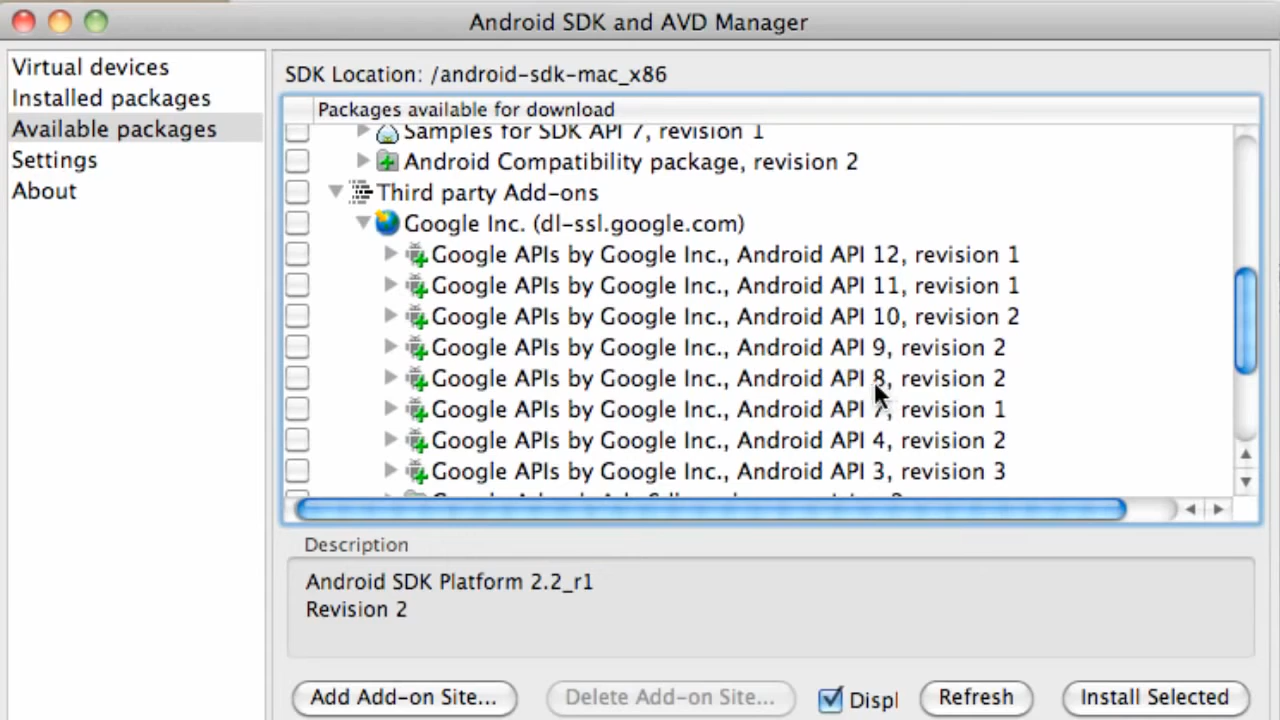 Android SDK and AVD Manager
Virtual devices
Installed packages
Available packages
Settings
About
SDK Location: /android-sdk-mac_x86
Packages available for download
Samples for SDK API 7, revision 1
Android Compatibility package, revision 2
Third party Add-ons
Google Inc. (dl-ssl.google.com)
Google APIs by Google Inc., Android API 12, revision 1
Google APIs by Google Inc., Android API 11, revision 1
Google APIs by Google Inc., Android API 10, revision 2
Google APIs by Google Inc., Android API 9, revision 2
Google APIs by Google Inc., Android API 8, revision 2
Google APIs by Google Inc., Android API 7, revision 1
Google APIs by Google Inc., Android API 4, revision 2
Google APIs by Google Inc., Android API 3, revision 3
Description
Android SDK Platform 2.2_r1
Revision 2
Add Add-on Site...
Delete Add-on Site...
Displ
Refresh
Install Selected